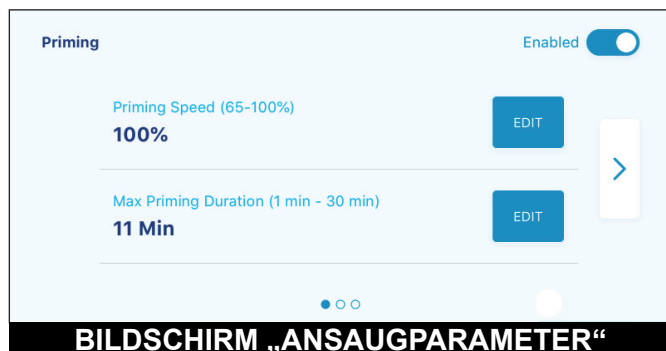 Priming
Enabled
Priming Speed (65-100%)
100%
EDIT
Max Priming Duration (1 min - 30 min)
11 Min
EDIT
BILDSCHIRM „ANSAUGPARAMETER“